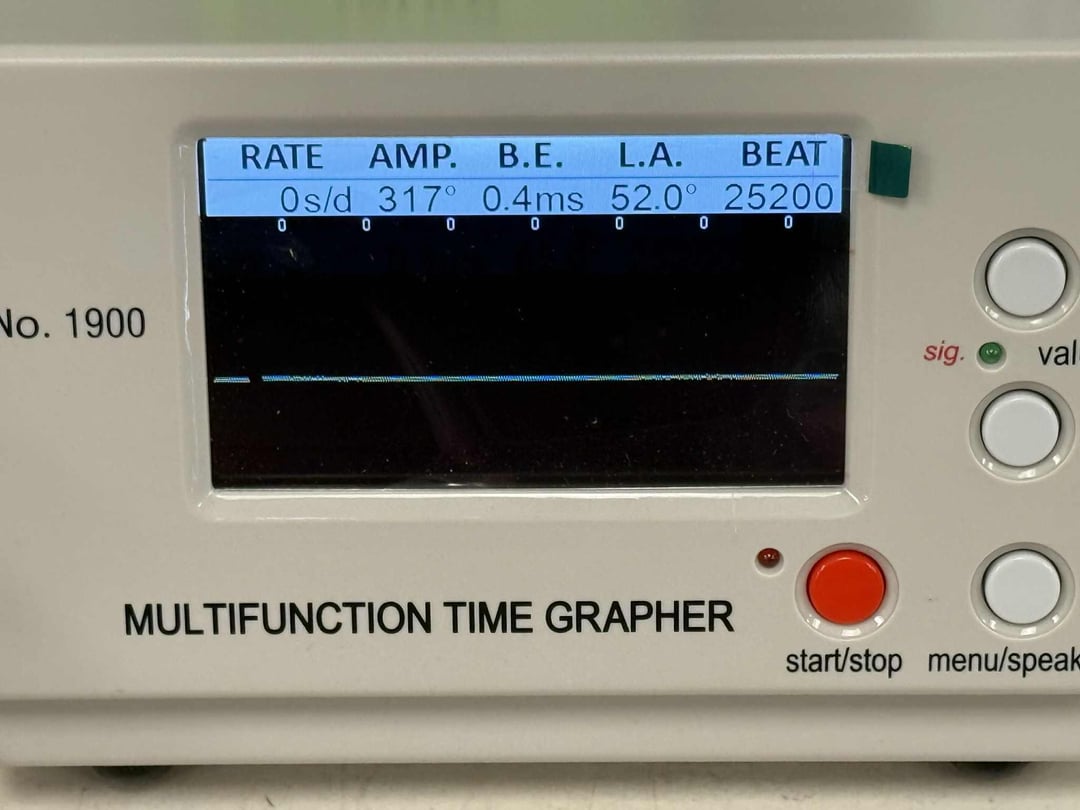 RATE AMP. B.E. L.A. BEAT
0s/d 317° 0.4ms 52.0° 25200
0 0 0 0 0 0 0
No. 1900
sig.
MULTIFUNCTION TIME GRAPHER
start/stop